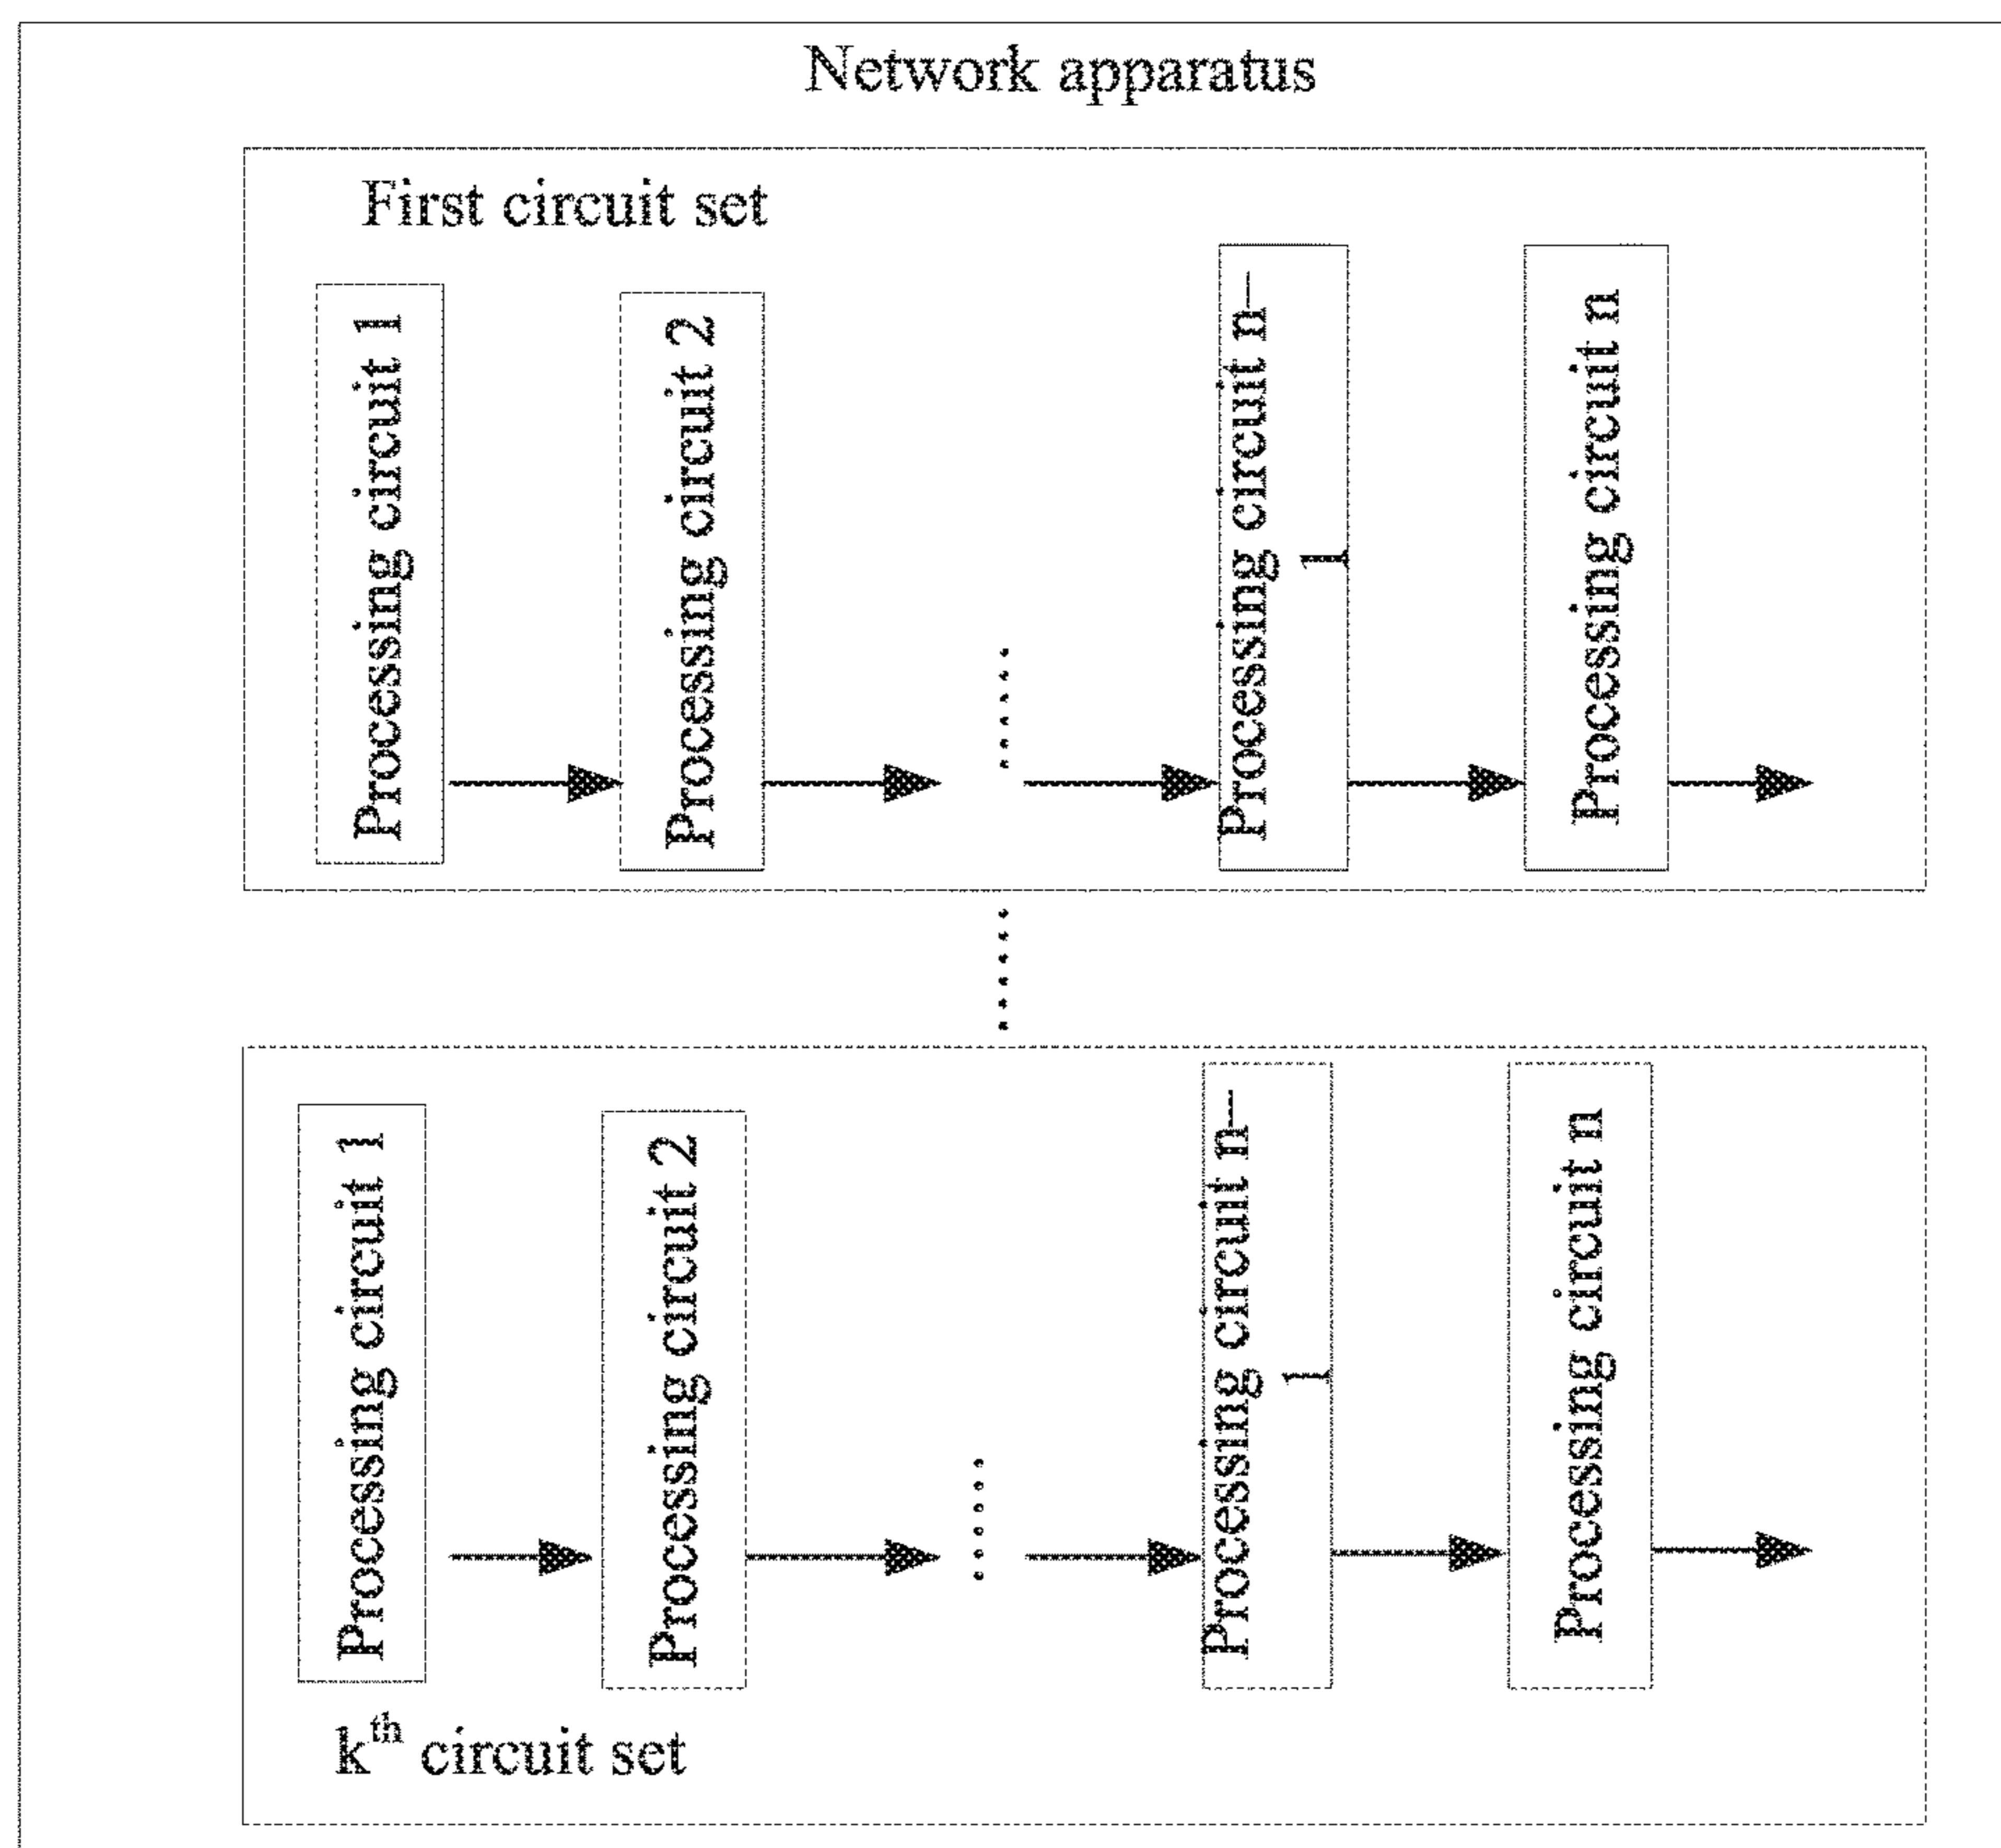 Network apparatus
First circuit set
Processing circuit 1
Processing circuit 2
Processing circuit n–
1
Processing circuit n
Processing circuit 1
Processing circuit 2
Processing circuit n–
1
Processing circuit n
kth circuit set